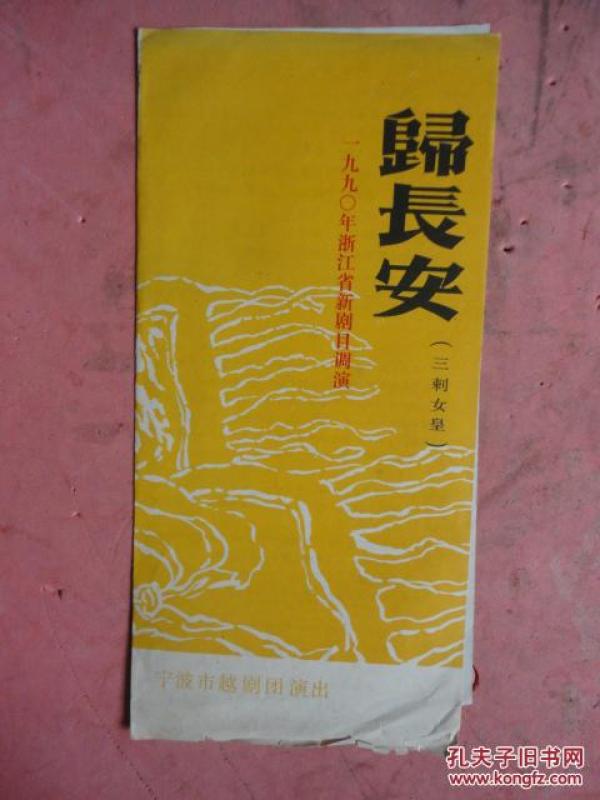 歸長安
（三刺女皇）
一九九〇年浙江省新剧目调演
宁波市越剧团演出
孔夫子旧书网
www.kongfz.com